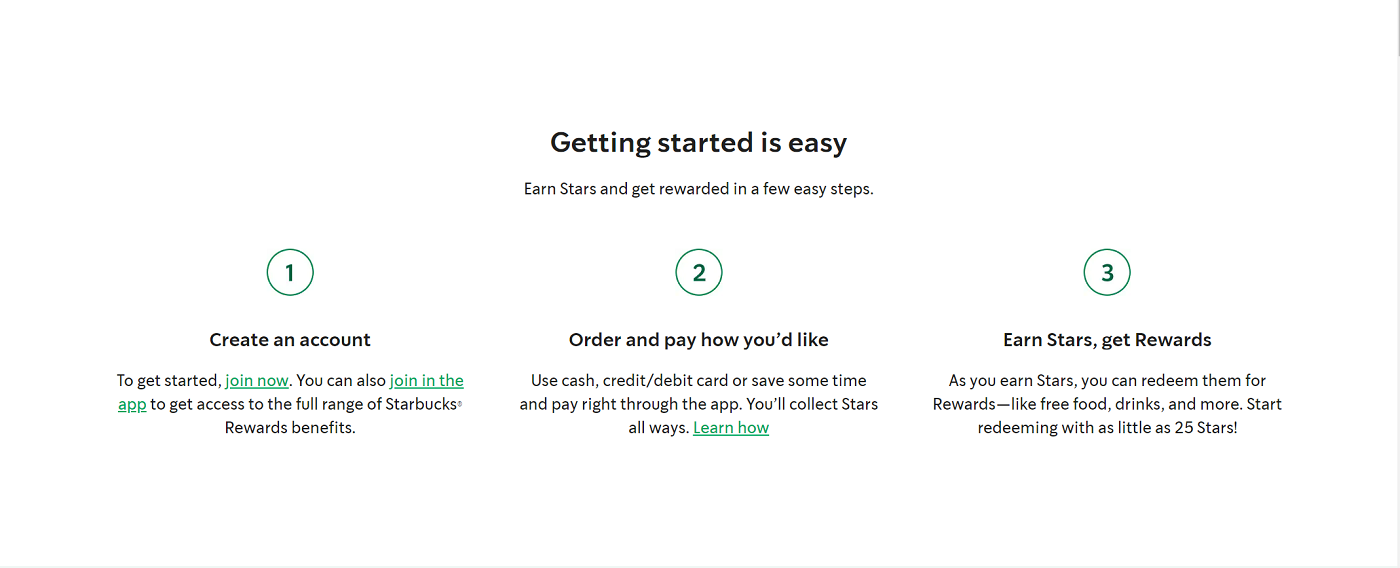 Getting started is easy
Earn Stars and get rewarded in a few easy steps.
1
Create an account
To get started, join now. You can also join in the
app to get access to the full range of Starbucks®
Rewards benefits.
2
Order and pay how you’d like
Use cash, credit/debit card or save some time
and pay right through the app. You’ll collect Stars
all ways. Learn how
3
Earn Stars, get Rewards
As you earn Stars, you can redeem them for
Rewards—like free food, drinks, and more. Start
redeeming with as little as 25 Stars!